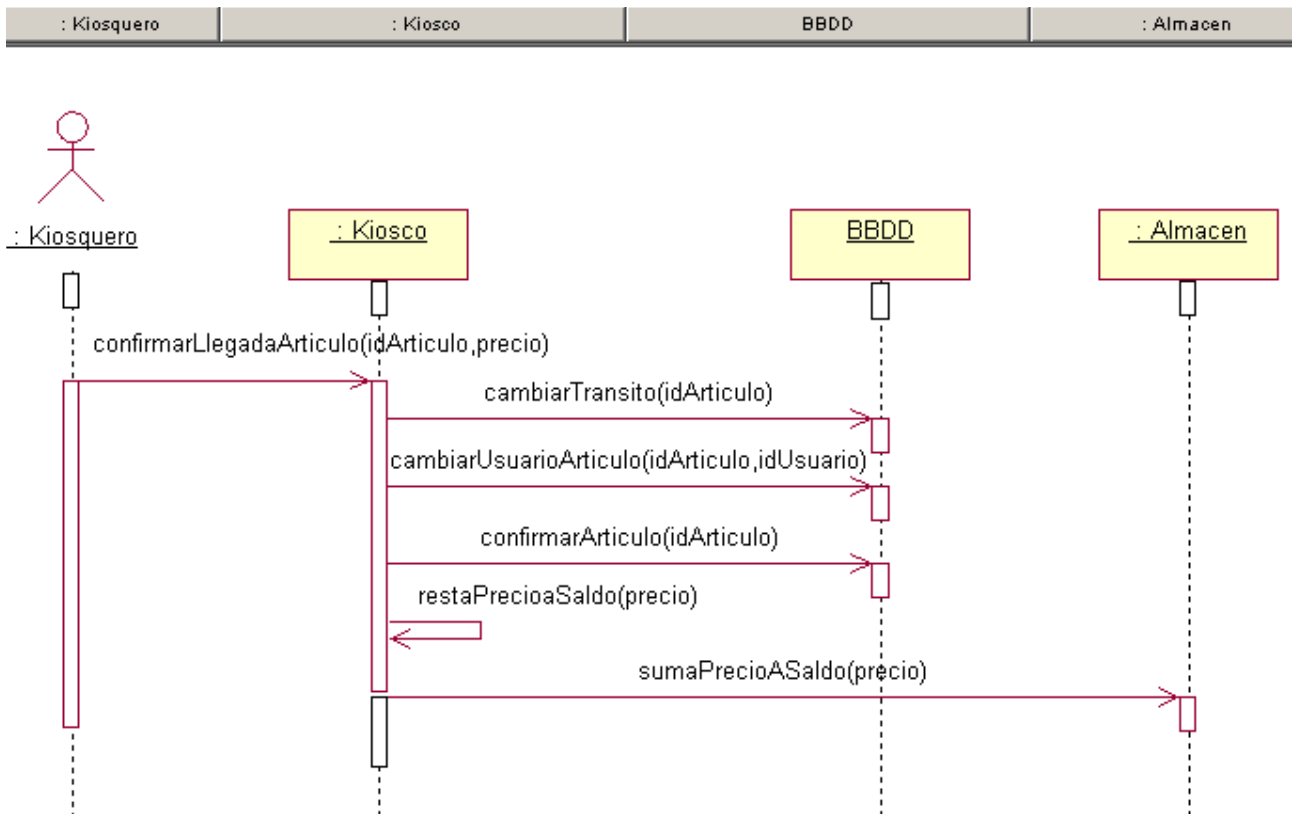 : Kiosquero
: Kiosco
BBDD
: Almacen
: Kiosquero
: Kiosco
BBDD
: Almacen
confirmarLlegadaArticulo(idArticulo,precio)
cambiarTransito(idArticulo)
cambiarUsuarioArticulo(idArticulo,idUsuario)
confirmarArticulo(idArticulo)
restaPrecioaSaldo(precio)
sumaPrecioASaldo(precio)